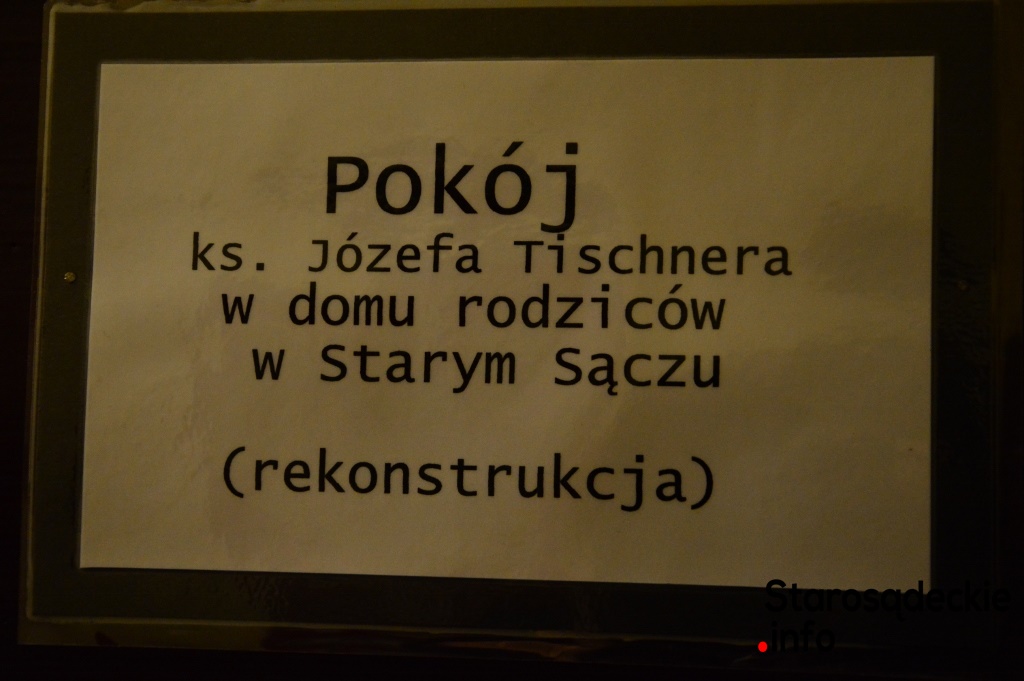 Pokój
ks. Józefa Tischnera
w domu rodziców
w Starym Sączu
(rekonstrukcja)
Starosądeckie
.info